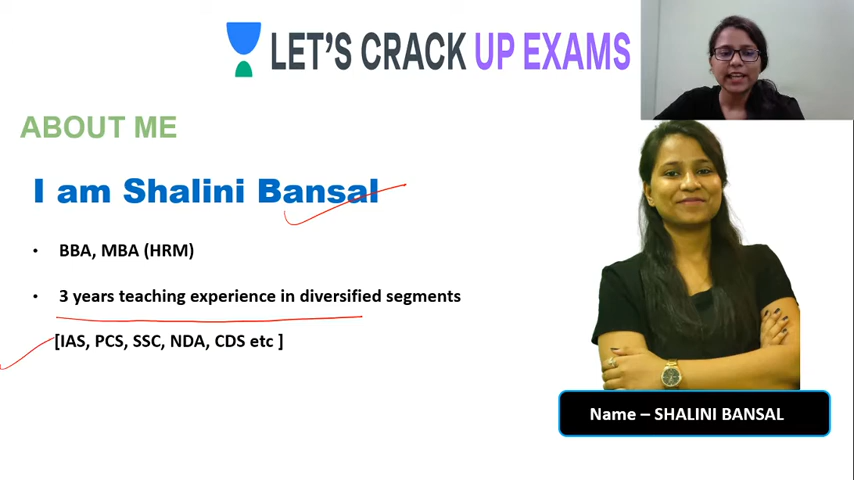 LET'S CRACK UP EXAMS
ABOUT ME
I am Shalini Bansal
• BBA, MBA (HRM)
• 3 years teaching experience in diversified segments
[IAS, PCS, SSC, NDA, CDS etc ]
Name – SHALINI BANSAL